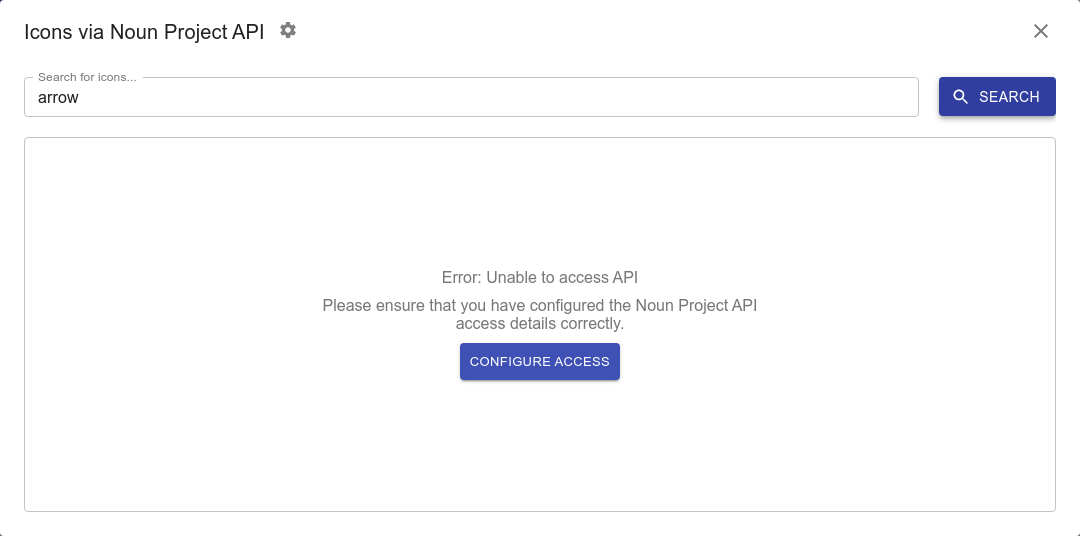 Icons via Noun Project API
Search for icons...
arrow
SEARCH
Error: Unable to access API
Please ensure that you have configured the Noun Project API
access details correctly.
CONFIGURE ACCESS